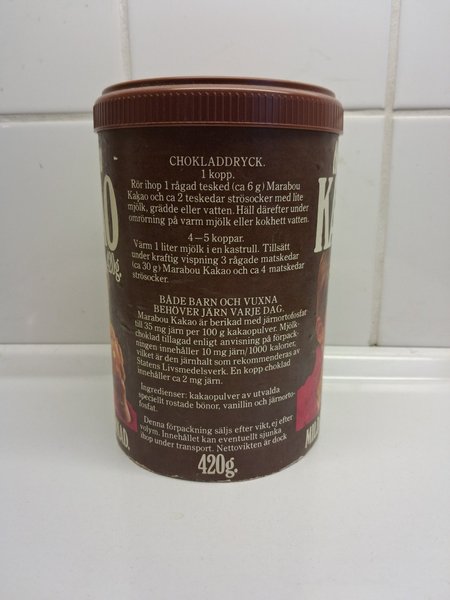 CHOKLADDRYCK.
1 kopp.
Rör ihop 1 rågad tesked (ca 6 g) Marabou
Kakao och ca 2 teskedar strösocker med lite
mjölk, grädde eller vatten. Häll därefter under
omrörning på varm mjölk eller kokhett vatten.
4–5 koppar.
Värm 1 liter mjölk i en kastrull. Tillsätt
under kraftig vispning 3 rågade matskedar
(ca 30 g) Marabou Kakao och ca 4 matskedar
strösocker.
BÅDE BARN OCH VUXNA
BEHÖVER JÄRN VARJE DAG.
Marabou Kakao är berikad med järnortofosfat
till 35 mg järn per 100 g kakaopulver. Mjölk-
choklad tillagad enligt anvisning på förpack-
ningen innehåller 10 mg järn/1000 kalorier,
vilket är den järnhalt som rekommenderas av
Statens Livsmedelsverk. En kopp choklad
innehåller ca 2 mg järn.
Ingredienser: kakaopulver av utvalda
speciellt rostade bönor, vanillin och järnorto-
fosfat.
Denna förpackning säljs efter vikt, ej efter
volym. Innehållet kan eventuellt sjunka
ihop under transport. Nettovikten är dock
420g.
O
420g.
AD.
K
MIL